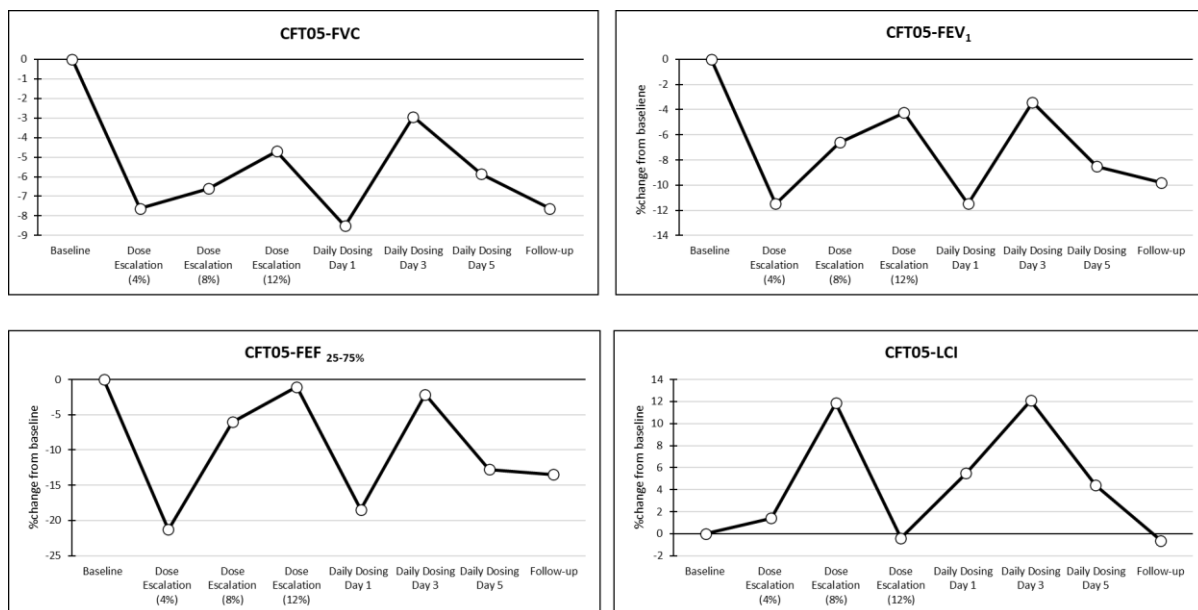 CFT05-FVC
0
-1
-2
-3
-4
-5
-6
-7
-8
-9
Baseline
Dose Escalation (4%)
Dose Escalation (8%)
Dose Escalation (12%)
Daily Dosing Day 1
Daily Dosing Day 3
Daily Dosing Day 5
Follow-up
CFT05-FEV₁
%change from baseliene
0
-2
-4
-6
-8
-10
-12
-14
Baseline
Dose Escalation (4%)
Dose Escalation (8%)
Dose Escalation (12%)
Daily Dosing Day 1
Daily Dosing Day 3
Daily Dosing Day 5
Follow-up
CFT05-FEF 25-75%
%change from baseline
0
-5
-10
-15
-20
-25
Baseline
Dose Escalation (4%)
Dose Escalation (8%)
Dose Escalation (12%)
Daily Dosing Day 1
Daily Dosing Day 3
Daily Dosing Day 5
Follow-up
CFT05-LCI
%change from baseline
14
12
10
8
6
4
2
0
-2
Baseline
Dose Escalation (4%)
Dose Escalation (8%)
Dose Escalation (12%)
Daily Dosing Day 1
Daily Dosing Day 3
Daily Dosing Day 5
Follow-up